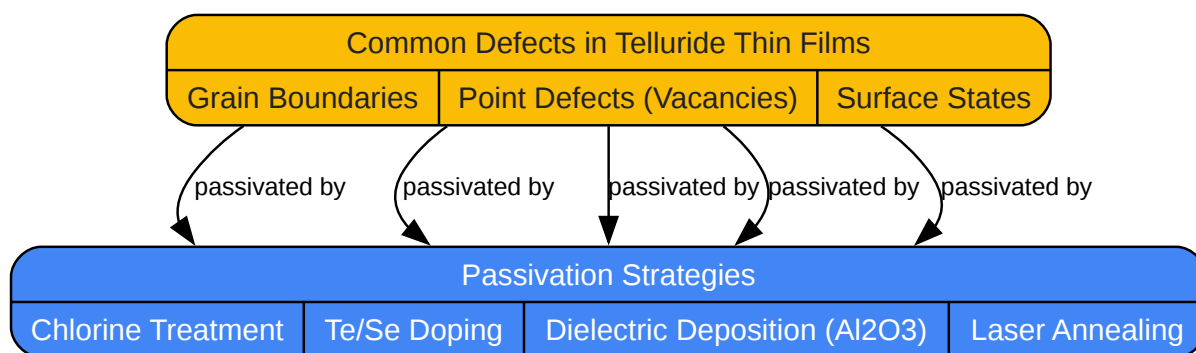 Common Defects in Telluride Thin Films
Grain Boundaries
Point Defects (Vacancies)
Surface States
passivated by
passivated by
passivated by
passivated by
passivated by
Passivation Strategies
Chlorine Treatment
Te/Se Doping
Dielectric Deposition (Al2O3)
Laser Annealing